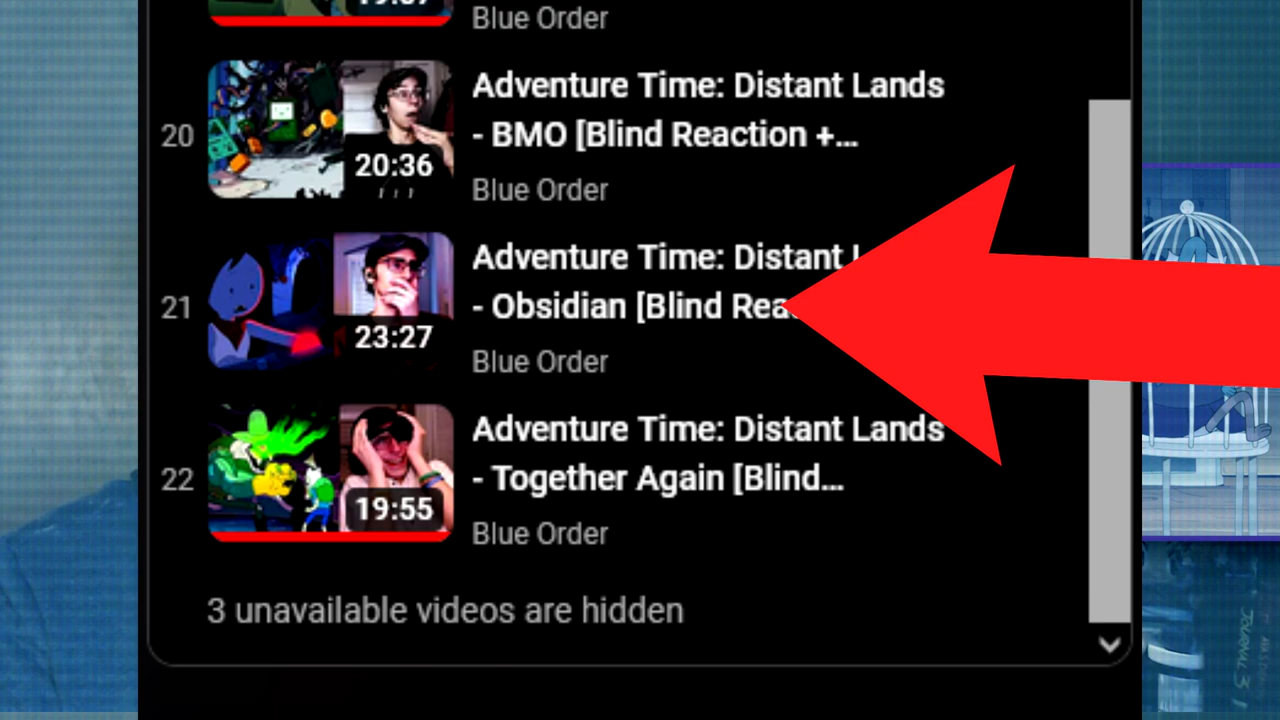 Blue Order
20
20:36
Adventure Time: Distant Lands
- BMO [Blind Reaction +...
Blue Order
21
23:27
Adventure Time: Distant
- Obsidian [Blind
Blue Order
22
19:55
Adventure Time: Distant Lands
- Together Again [Blind...
Blue Order
3 unavailable videos are hidden
JOURNAL 3